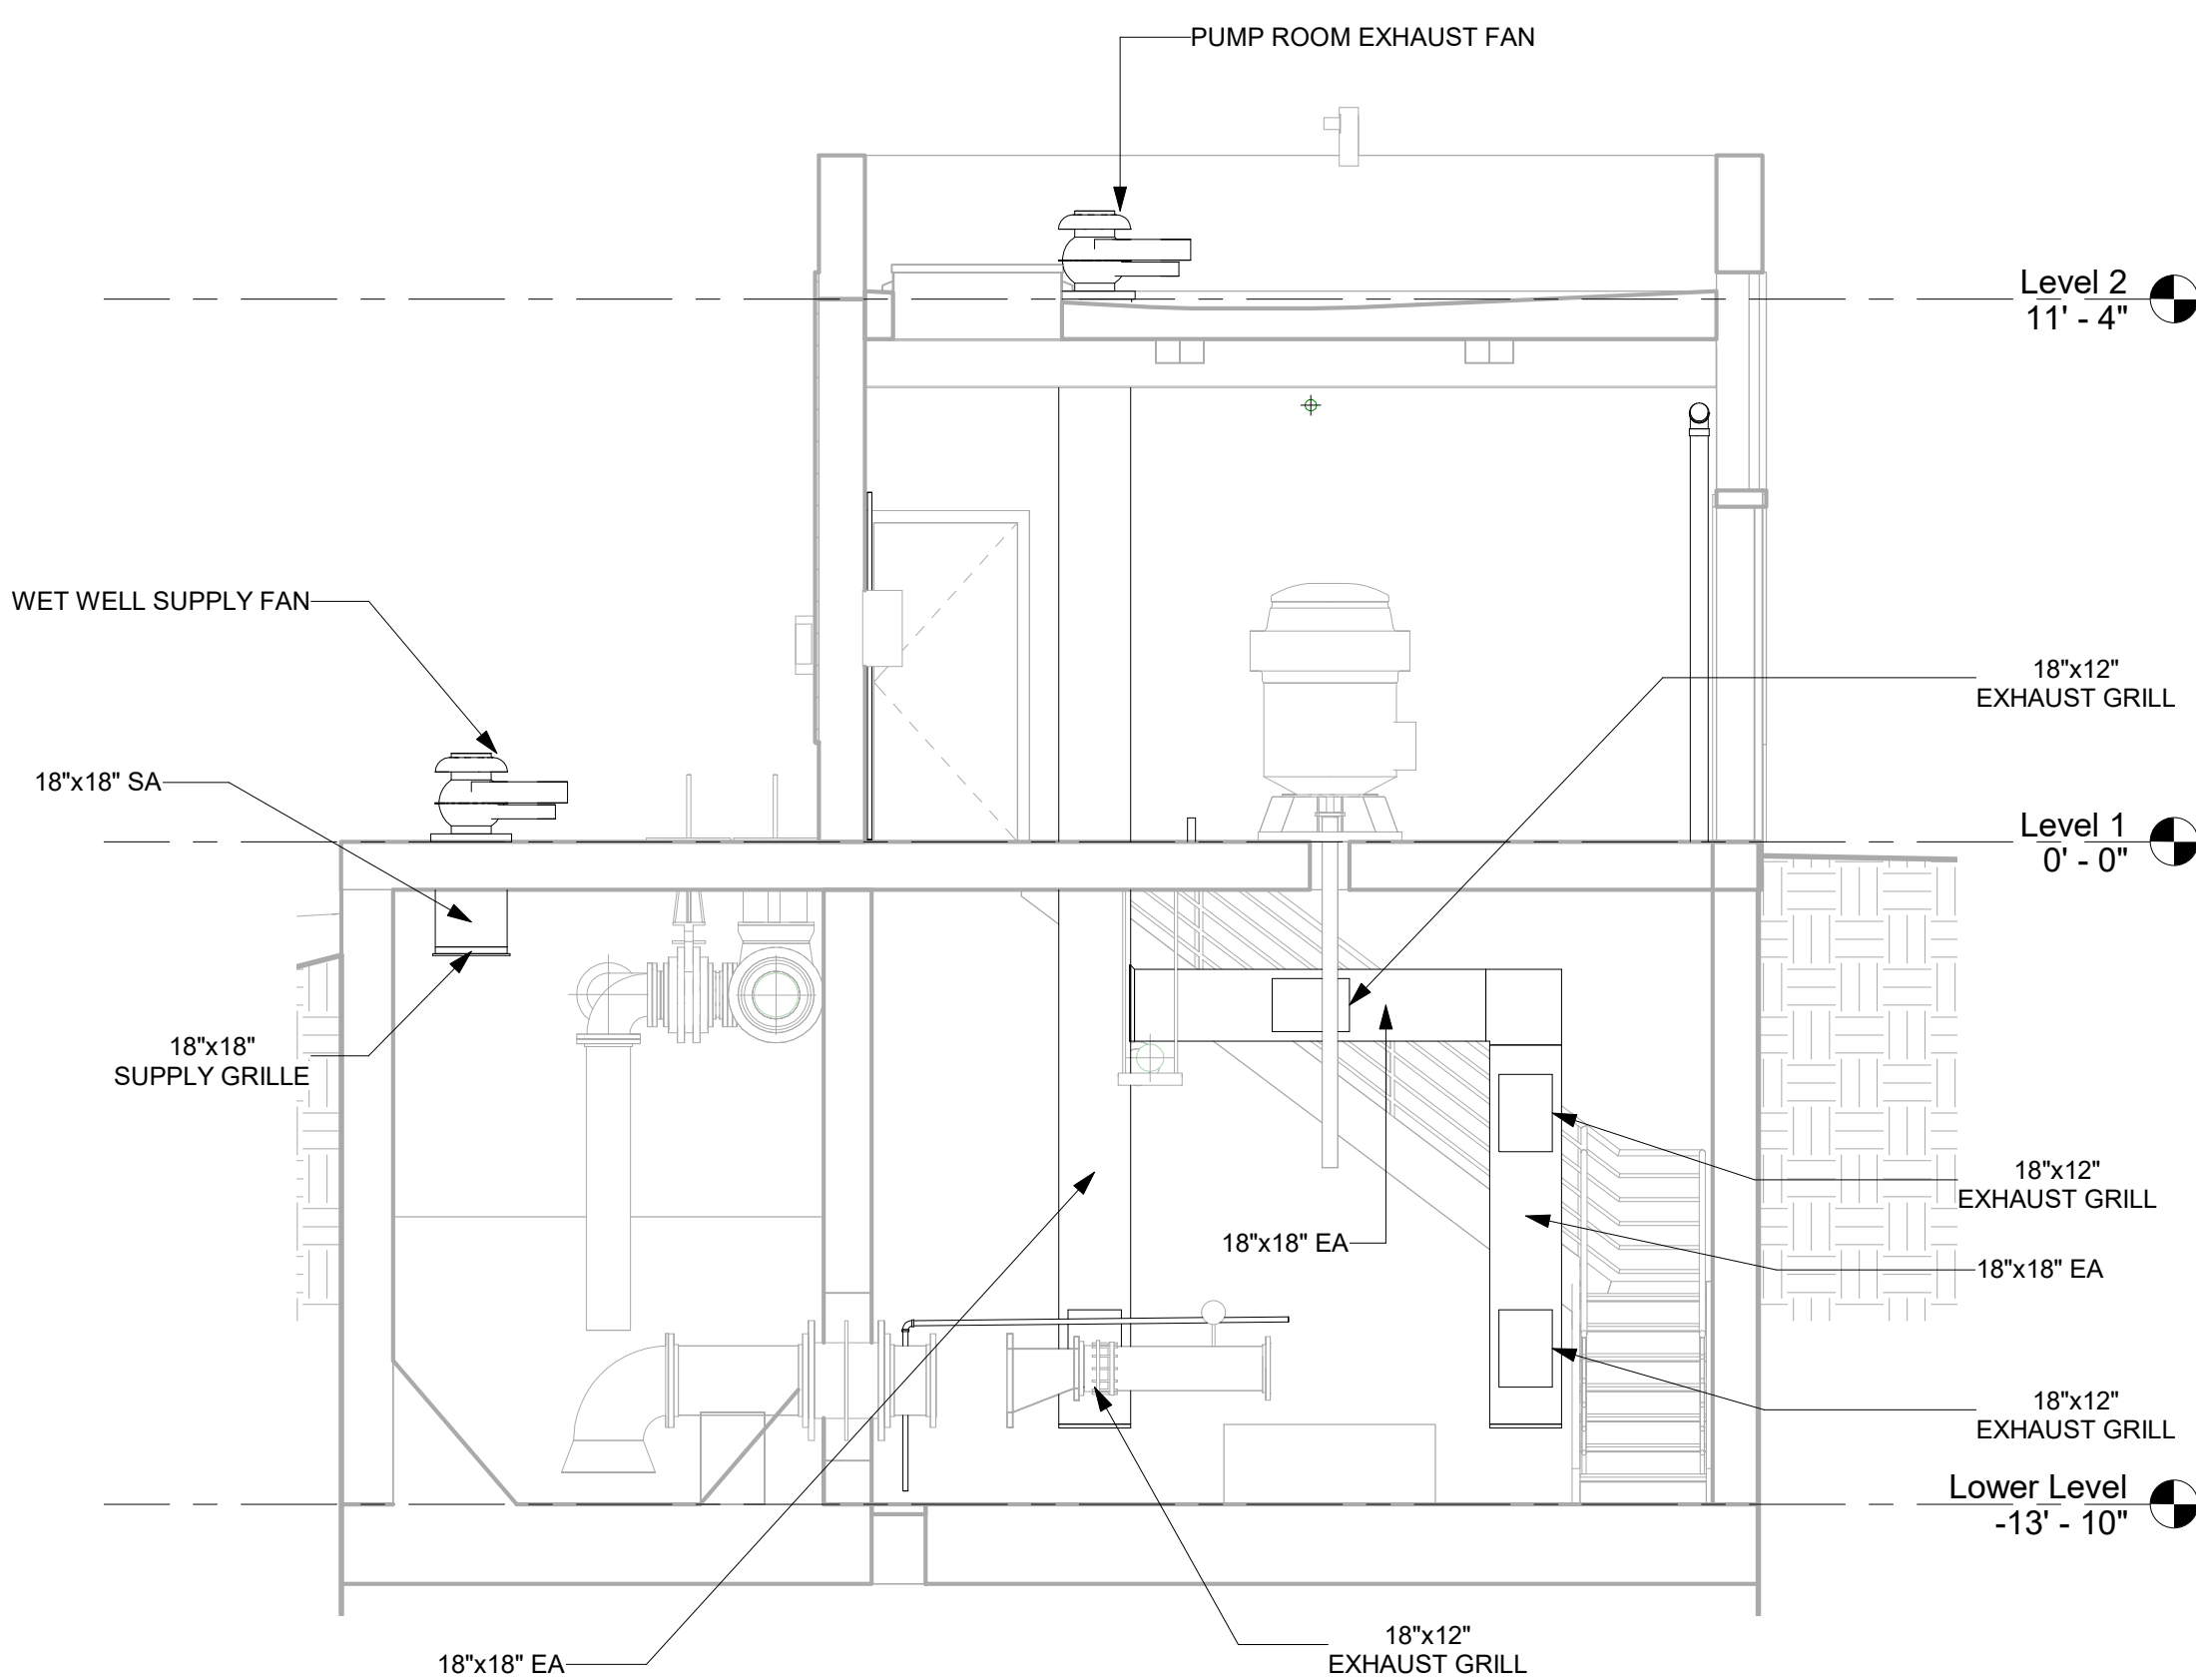 PUMP ROOM EXHAUST FAN
Level 2
11' - 4"
WET WELL SUPPLY FAN
18"x12"
EXHAUST GRILL
18"x18" SA
Level 1
0' - 0"
18"x18"
SUPPLY GRILLE
18"x12"
EXHAUST GRILL
18"x18" EA
18"x18" EA
18"x12"
EXHAUST GRILL
Lower Level
-13' - 10"
18"x18" EA
18"x12"
EXHAUST GRILL